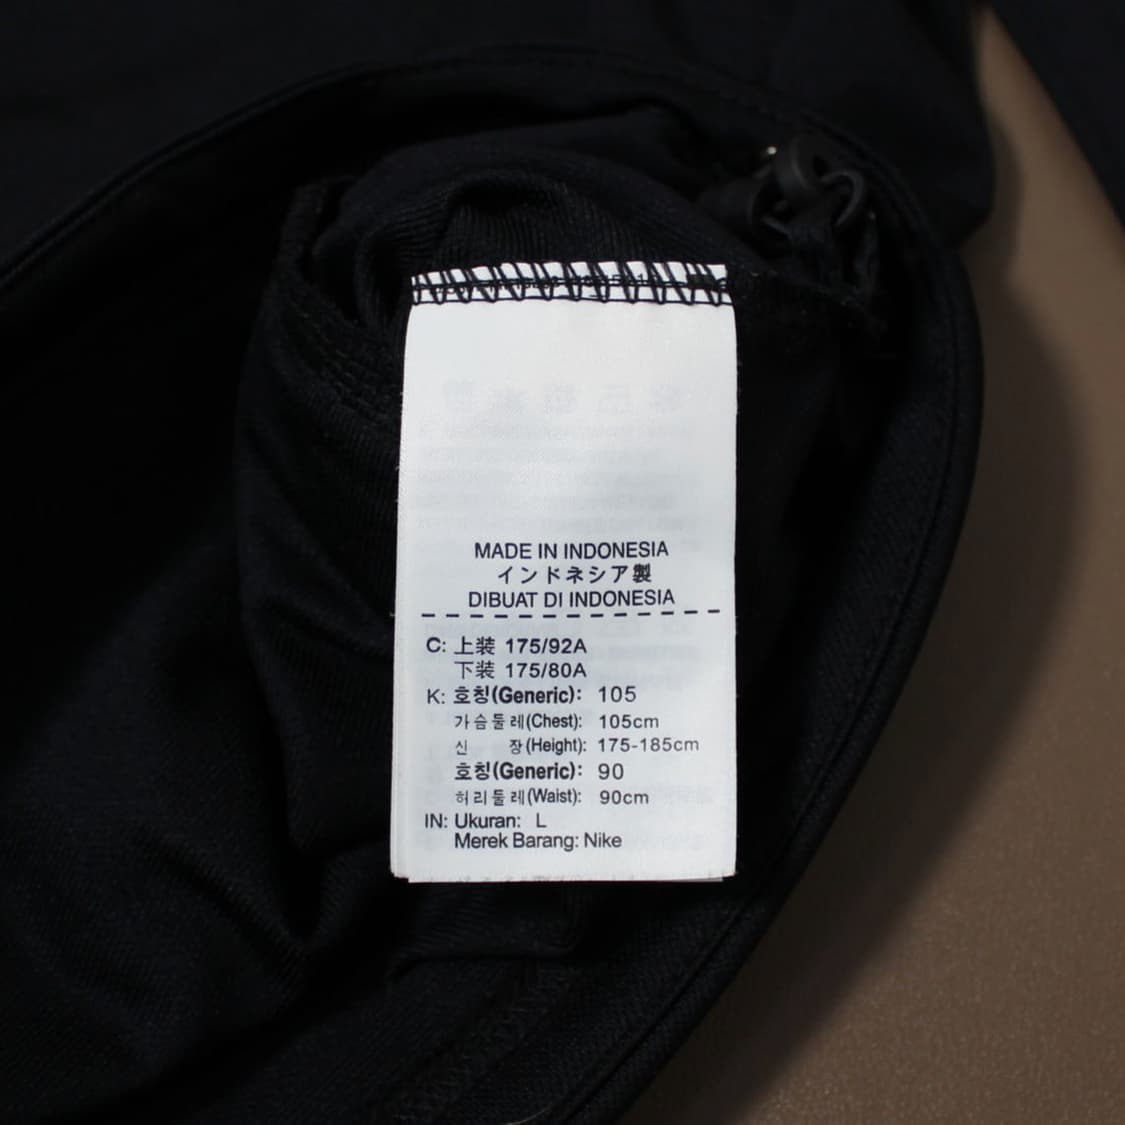 MADE IN INDONESIA
インドネシア製
DIBUAT DI INDONESIA
C: 上装 175/92A
下装 175/80A
K: 호칭(Generic): 105
가슴둘레(Chest): 105cm
신 장(Height): 175-185cm
호칭(Generic): 90
허리둘레(Waist): 90cm
IN: Ukuran: L
Merek Barang: Nike